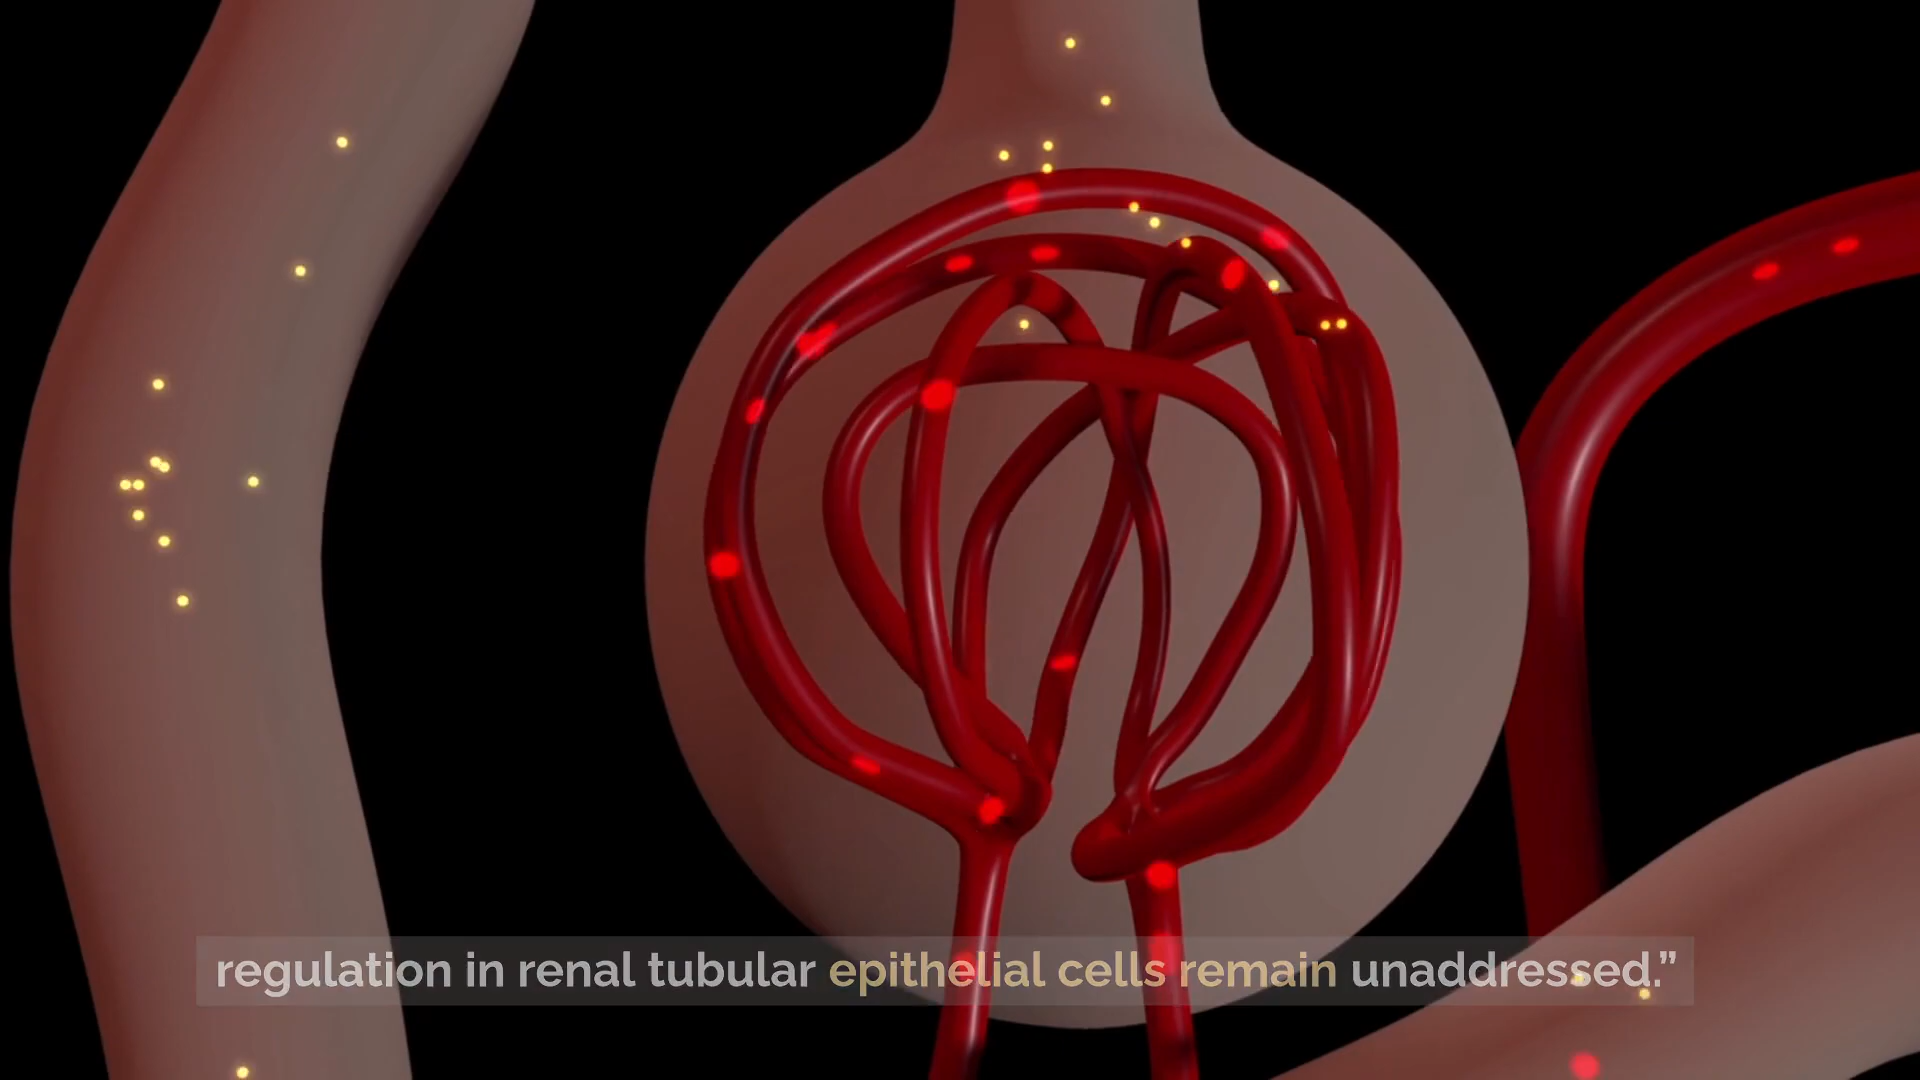 regulation in renal tubular epithelial cells remain unaddressed.”